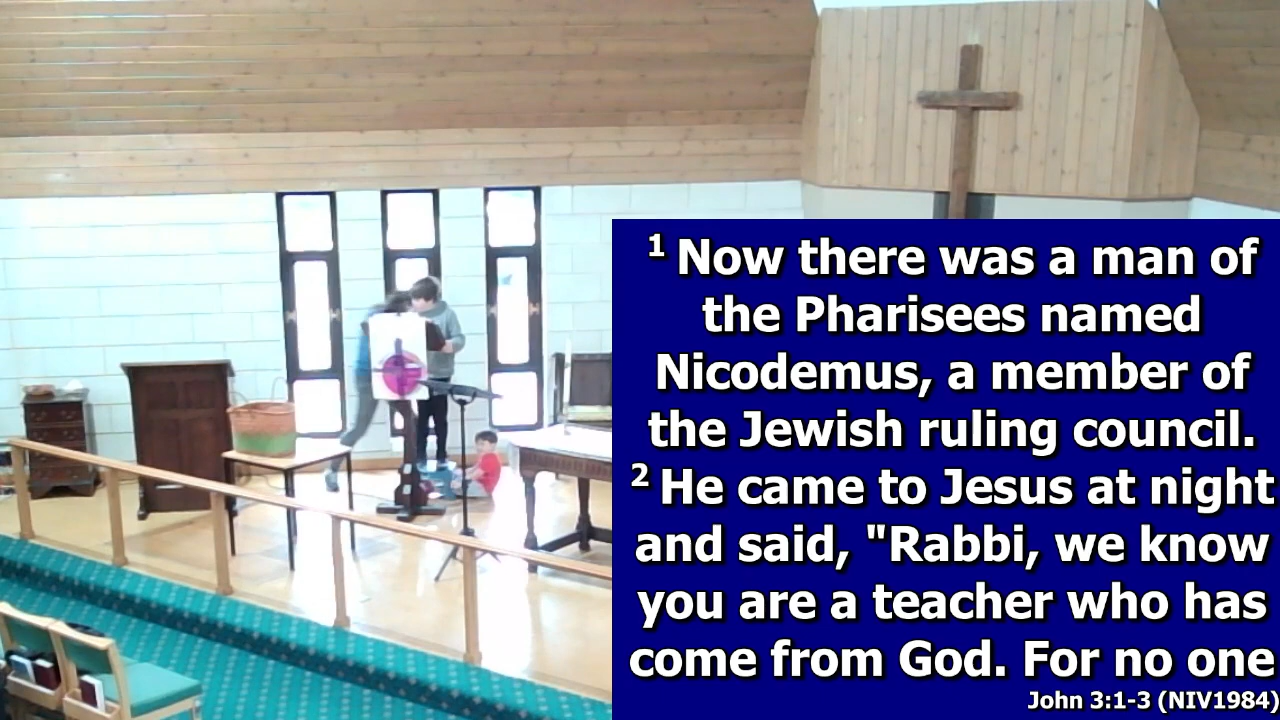 1 Now there was a man of
the Pharisees named
Nicodemus, a member of
the Jewish ruling council.
2 He came to Jesus at night
and said, "Rabbi, we know
you are a teacher who has
come from God. For no one
John 3:1-3 (NIV1984)